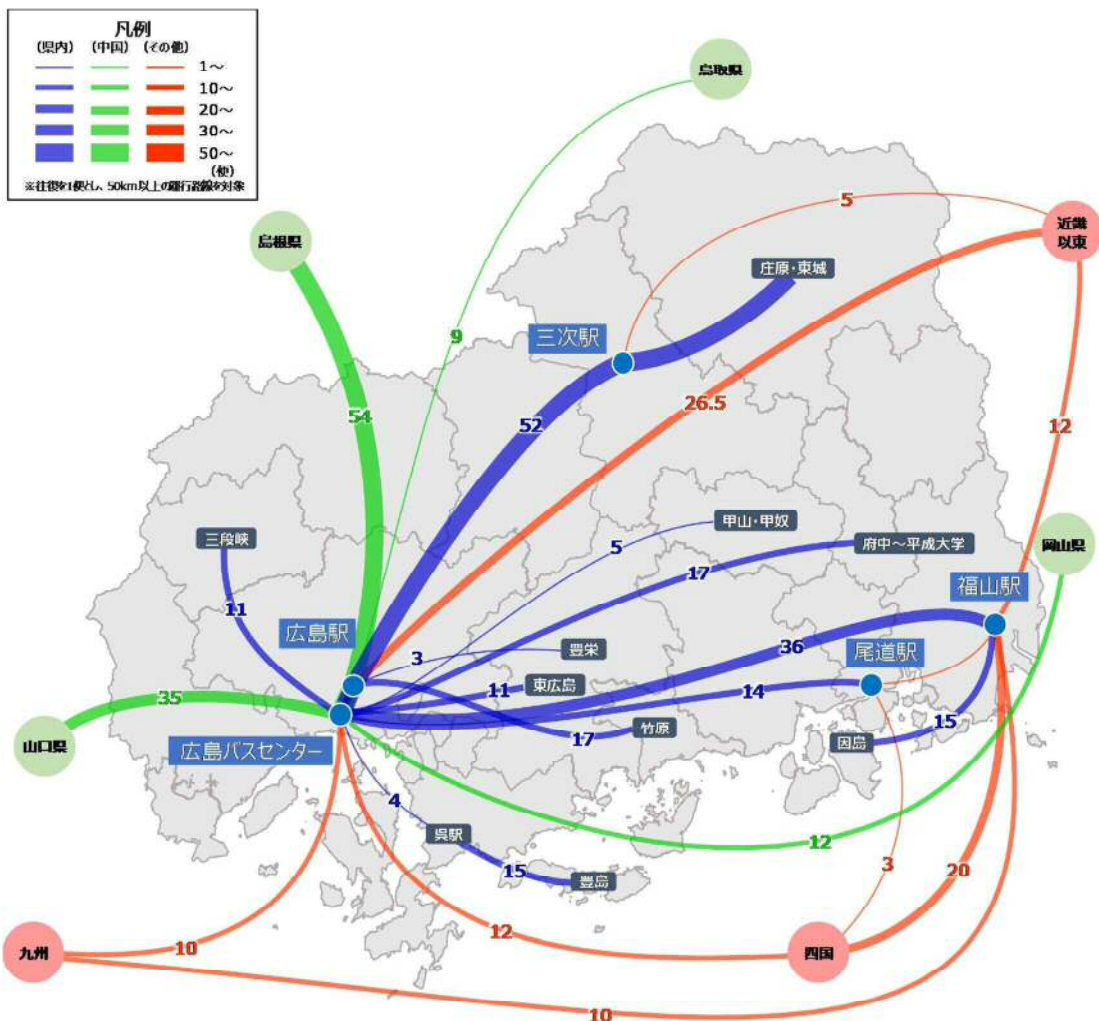 凡例
(県内) (中国) (その他)
1～
10～
20～
30～
50～
(便)
※往復を1便とし、50km以上の運行路線を対象
鳥取県
島根県
近畿
以東
5
庄原・東城
三次駅
9
26.5
54
52
12
三段峡
甲山・甲奴
5
府中～平成大学
岡山県
17
11
福山駅
広島駅
36
尾道駅
3
豊栄
東広島
11
14
35
竹原
15
山口県
広島バスセンター
17
因島
4
呉駅
12
15
豊島
3
20
12
九州
10
四国
10